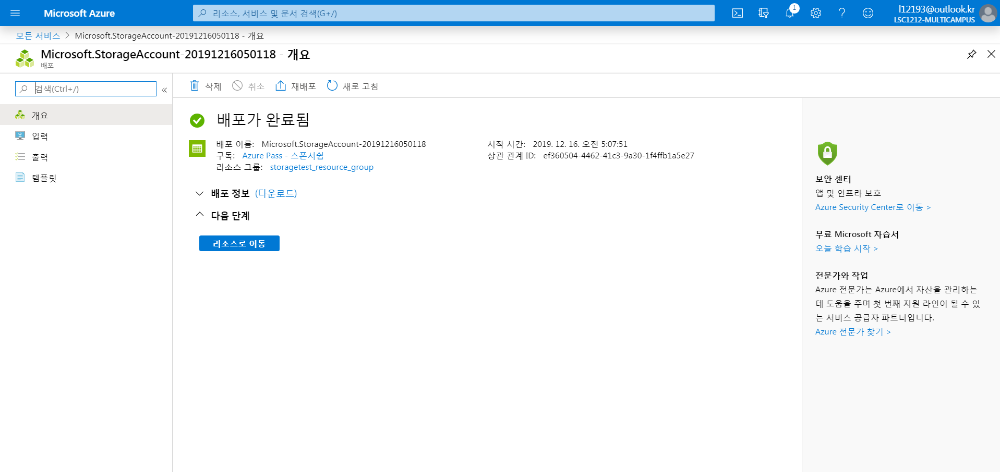 Microsoft Azure
리소스, 서비스 및 문서 검색(G+/)
1
l12193@outlook.kr
LSC1212-MULTICAMPUS
모든 서비스 > Microsoft.StorageAccount-20191216050118 - 개요
Microsoft.StorageAccount-20191216050118 - 개요
배포
검색(Ctrl+/)
«
개요
입력
출력
템플릿
삭제 취소 재배포 새로 고침
배포가 완료됨
배포 이름: Microsoft.StorageAccount-20191216050118
구독: Azure Pass - 스폰서쉽
리소스 그룹: storagetest_resource_group
시작 시간: 2019. 12. 16. 오전 5:07:51
상관 관계 ID: ef360504-4462-41c3-9a30-1f4ffb1a5e27
배포 정보 (다운로드)
다음 단계
리소스로 이동
보안 센터
앱 및 인프라 보호
Azure Security Center로 이동 >
무료 Microsoft 자습서
오늘 학습 시작 >
전문가와 작업
Azure 전문가는 Azure에서 자산을 관리하는
데 도움을 주며 첫 번째 지원 라인이 될 수 있
는 서비스 공급자 파트너입니다.
Azure 전문가 찾기 >